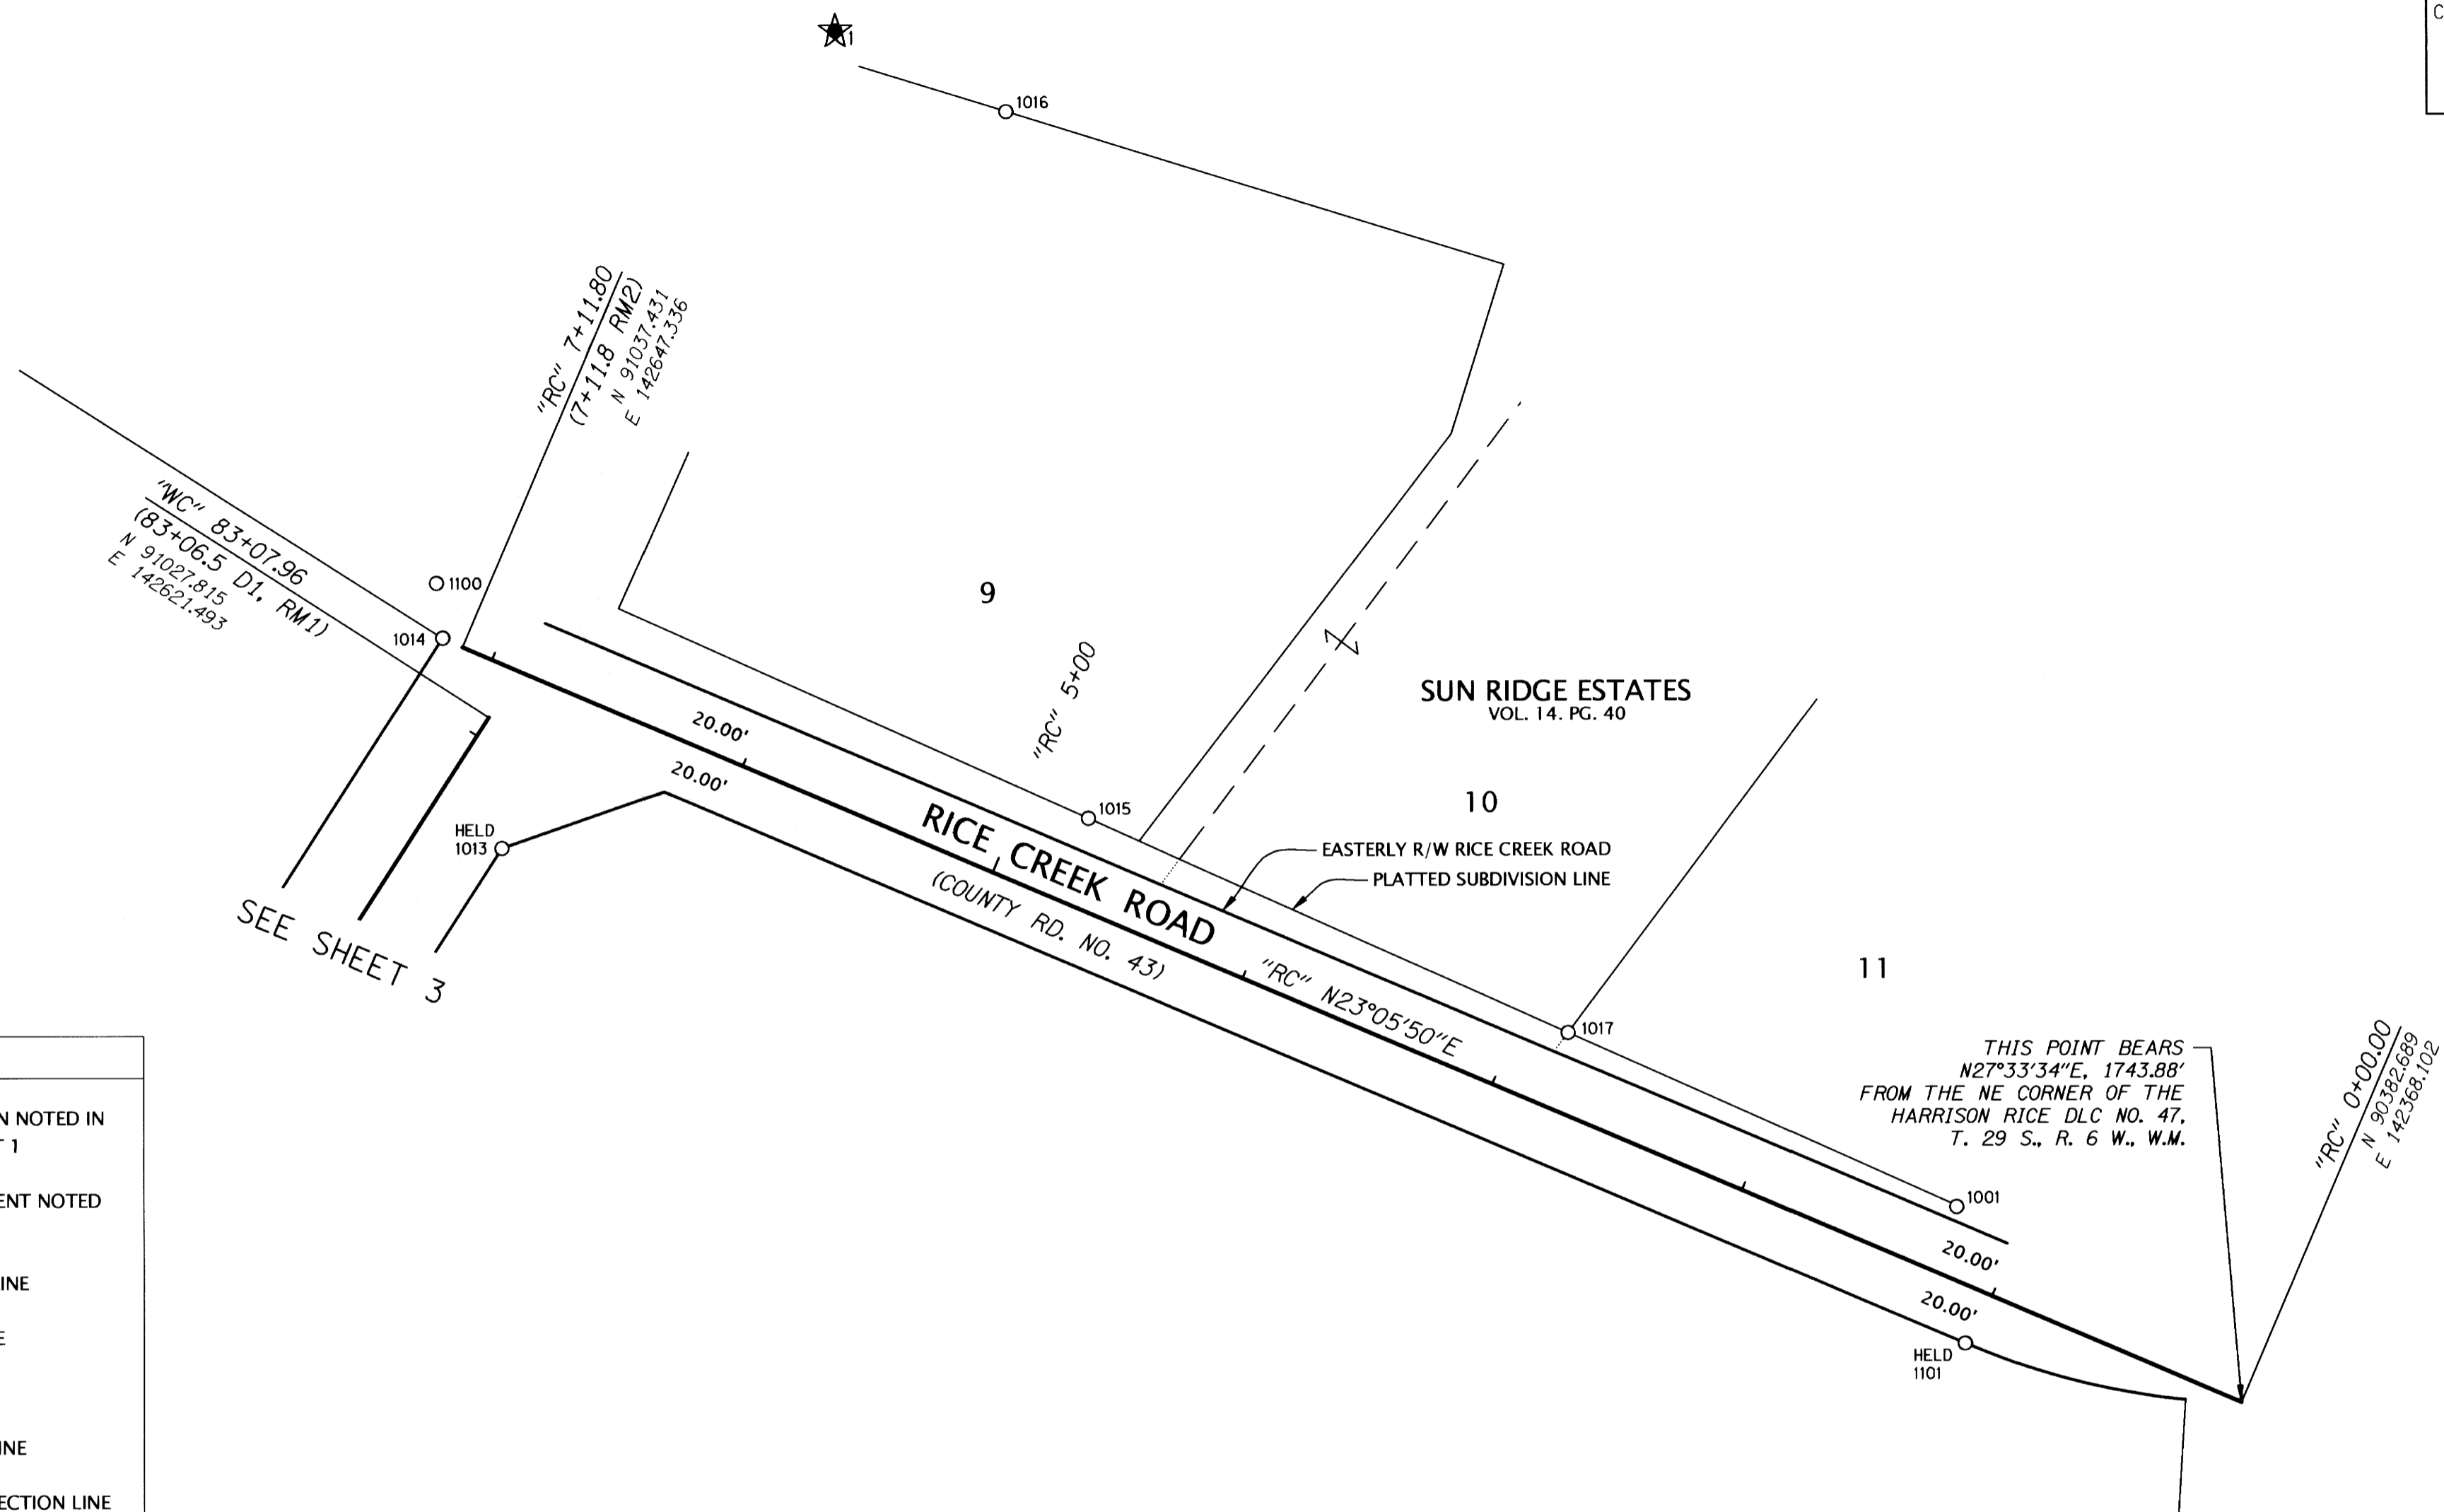 C
1
1016
"RC" 7+11.80
(7+11.8 RM2)
N 91037.431
E 142647.336
"WC" 83+07.96
(83+06.5 D1, RM1)
N 91027.815
E 142621.493
1100
1014
9
"RC" 5+00
SUN RIDGE ESTATES
VOL. 14. PG. 40
20.00'
20.00'
1015
10
HELD
1013
RICE CREEK ROAD
(COUNTY RD. NO. 43)
EASTERLY R/W RICE CREEK ROAD
PLATTED SUBDIVISION LINE
SEE SHEET 3
"RC" N23°05'50"E
1017
11
THIS POINT BEARS
N27°33'34"E, 1743.88'
FROM THE NE CORNER OF THE
HARRISON RICE DLC NO. 47,
T. 29 S., R. 6 W., W.M.
"RC" 0+00.00
N 90382.689
E 142368.102
1001
20.00'
20.00'
HELD
1101
N NOTED IN
T 1
ENT NOTED
INE
E
INE
ECTION LINE